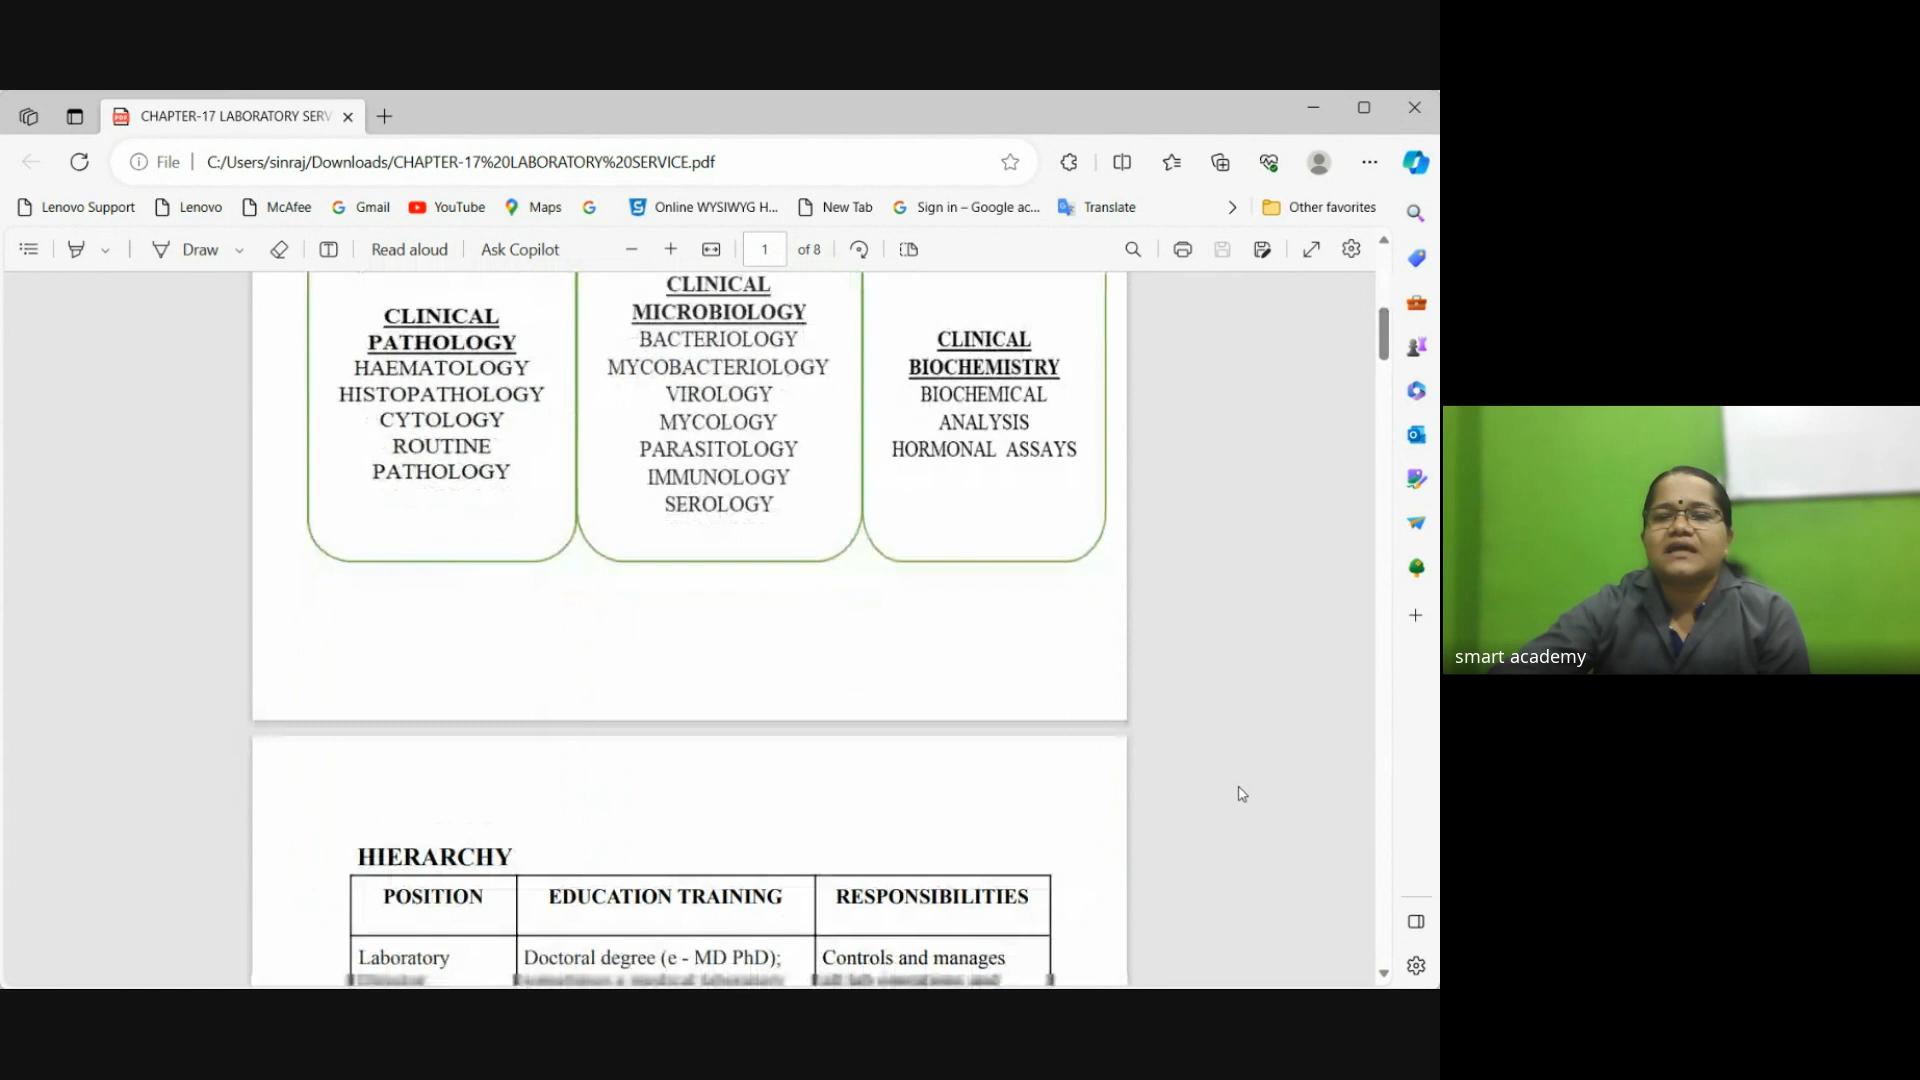 CHAPTER-17 LABORATORY SERV
File
C:/Users/sinraj/Downloads/CHAPTER-17%20LABORATORY%20SERVICE.pdf
Lenovo Support
Lenovo
McAfee
Gmail
YouTube
Maps
Online WYSIWYG H...
New Tab
Sign in – Google ac...
Translate
Other favorites
Draw
Read aloud
Ask Copilot
1
of 8
CLINICAL
PATHOLOGY
HAEMATOLOGY
HISTOPATHOLOGY
CYTOLOGY
ROUTINE
PATHOLOGY
CLINICAL
MICROBIOLOGY
BACTERIOLOGY
MYCOBACTERIOLOGY
VIROLOGY
MYCOLOGY
PARASITOLOGY
IMMUNOLOGY
SEROLOGY
CLINICAL
BIOCHEMISTRY
BIOCHEMICAL
ANALYSIS
HORMONAL ASSAYS
HIERARCHY
POSITION
EDUCATION TRAINING
RESPONSIBILITIES
Laboratory
Doctoral degree (e - MD PhD);
Controls and manages
smart academy